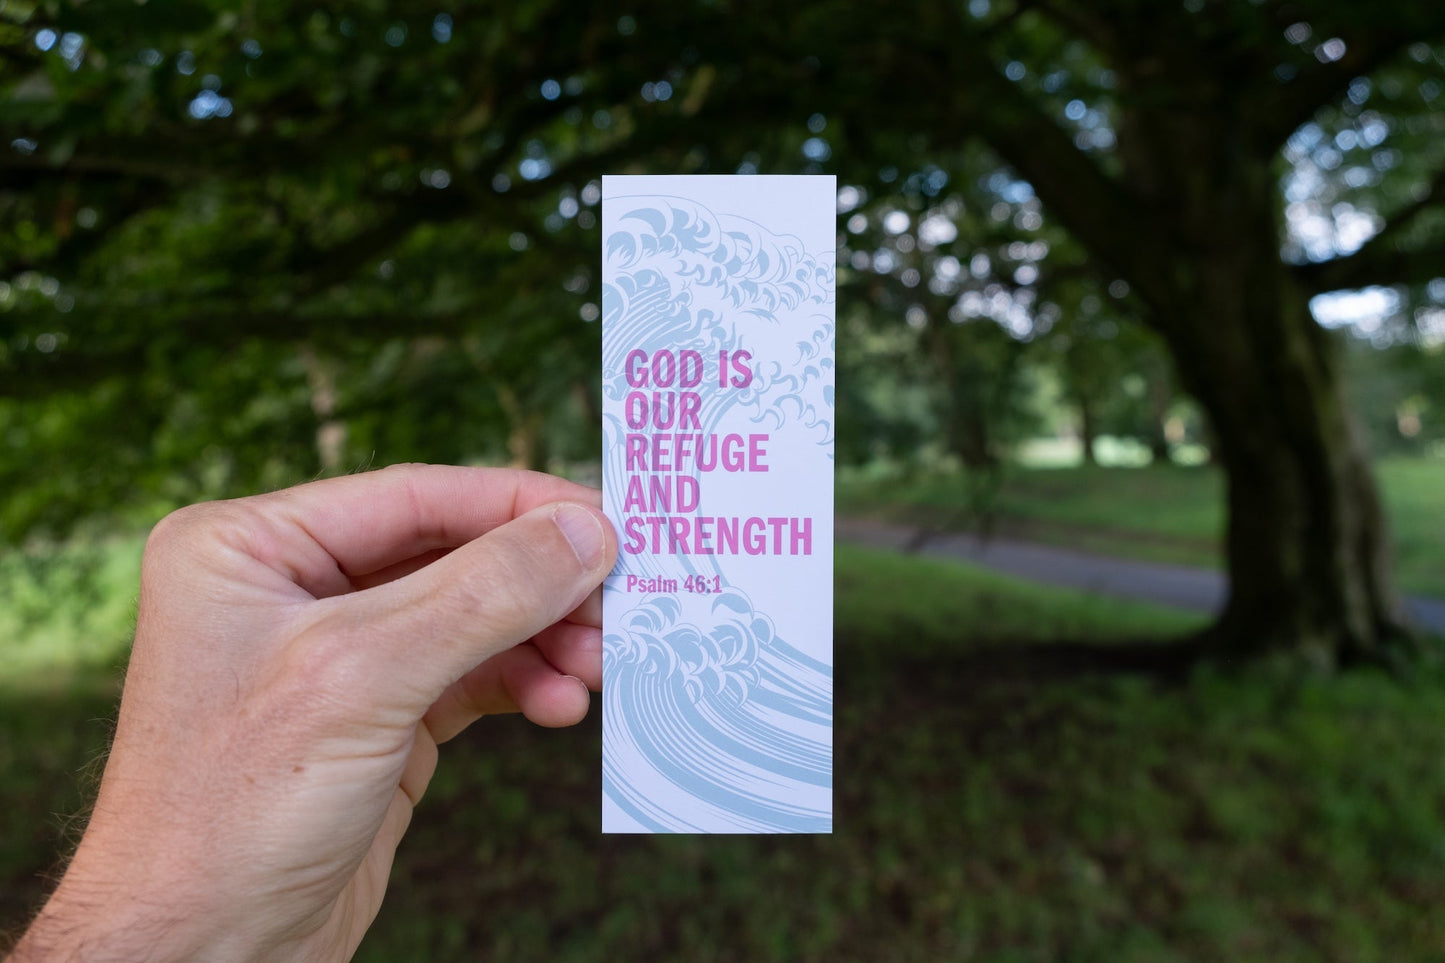 GOD IS
OUR
REFUGE
AND
STRENGTH
Psalm 46:1